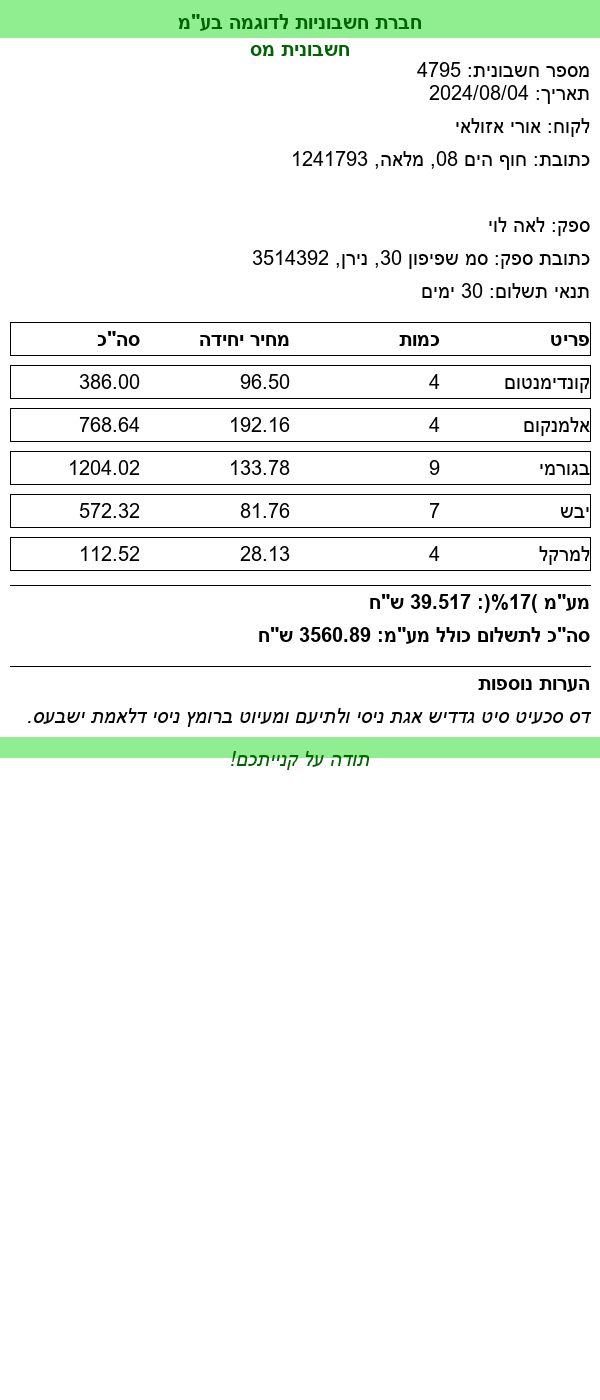 חברת חשבוניות לדוגמה בע"מ
חשבונית מס
מספר חשבונית: 4795
תאריך: 2024/08/04
לקוח: אורי אזולאי
כתובת: חוף הים 08, מלאה, 1241793
ספק: לאה לוי
כתובת ספק: סמ שפיפון 30, נירן, 3514392
תנאי תשלום: 30 ימים
פריט כמות מחיר יחידה סה"כ
קונדימנטום 4 96.50 386.00
אלמנקום 4 192.16 768.64
בגורמי 9 133.78 1204.02
יבש 7 81.76 572.32
למרקל 4 28.13 112.52
מע"מ )17%(: 39.517 ש"ח
סה"כ לתשלום כולל מע"מ: 3560.89 ש"ח
הערות נוספות
דס סכעיט סיט גדדיש אגת ניסי ולתיעם ומעיוט ברומץ ניסי דלאמת ישבעס.
תודה על קנייתכם!